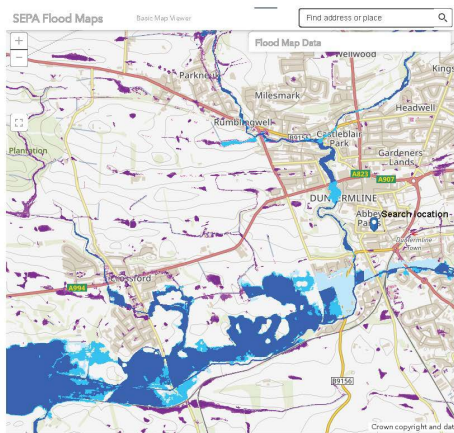 SEPA Flood Maps
Basic Map Viewer
Find address or place
Flood Map Data
Wellwood
Parkneuk
Kings
Milesmark
Headwell
Rumblingwell
B9156
Castleblair
Park
Gardeners
Lands
Plantation
A823
A907
DUNFERMLINE
Abbey
Park
Search location
Dunfermline
Town
Crossford
A994
B9156
Crown copyright and dat